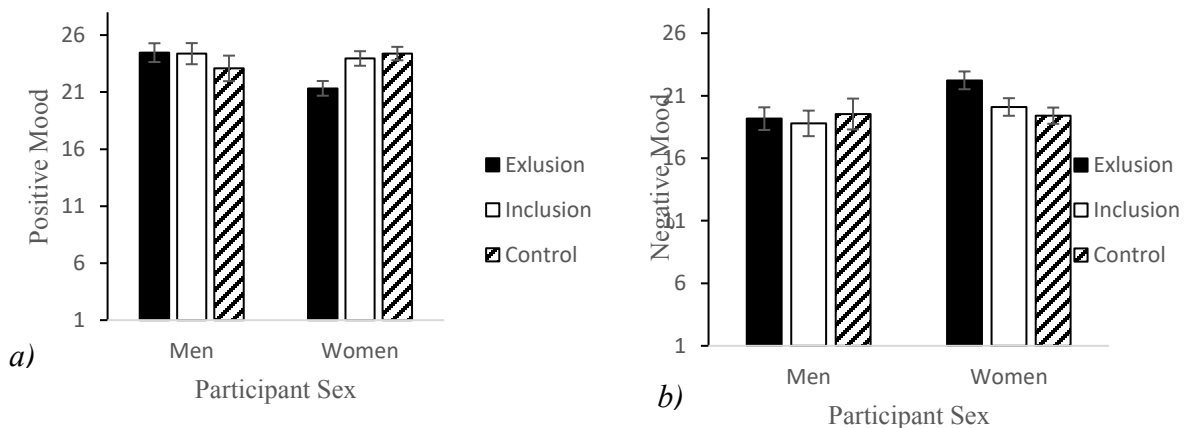 26
21
16
11
6
1
Positive Mood
Men
Women
Participant Sex
Exlusion
Inclusion
Control
a)
26
21
16
11
6
1
Negative Mood
Men
Women
Participant Sex
Exlusion
Inclusion
Control
b)